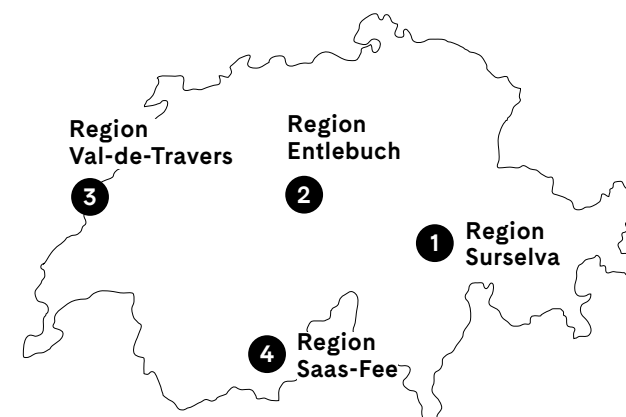 Region
Val-de-Travers
3
Region
Entlebuch
2
1
Region
Surselva
4
Region
Saas-Fee